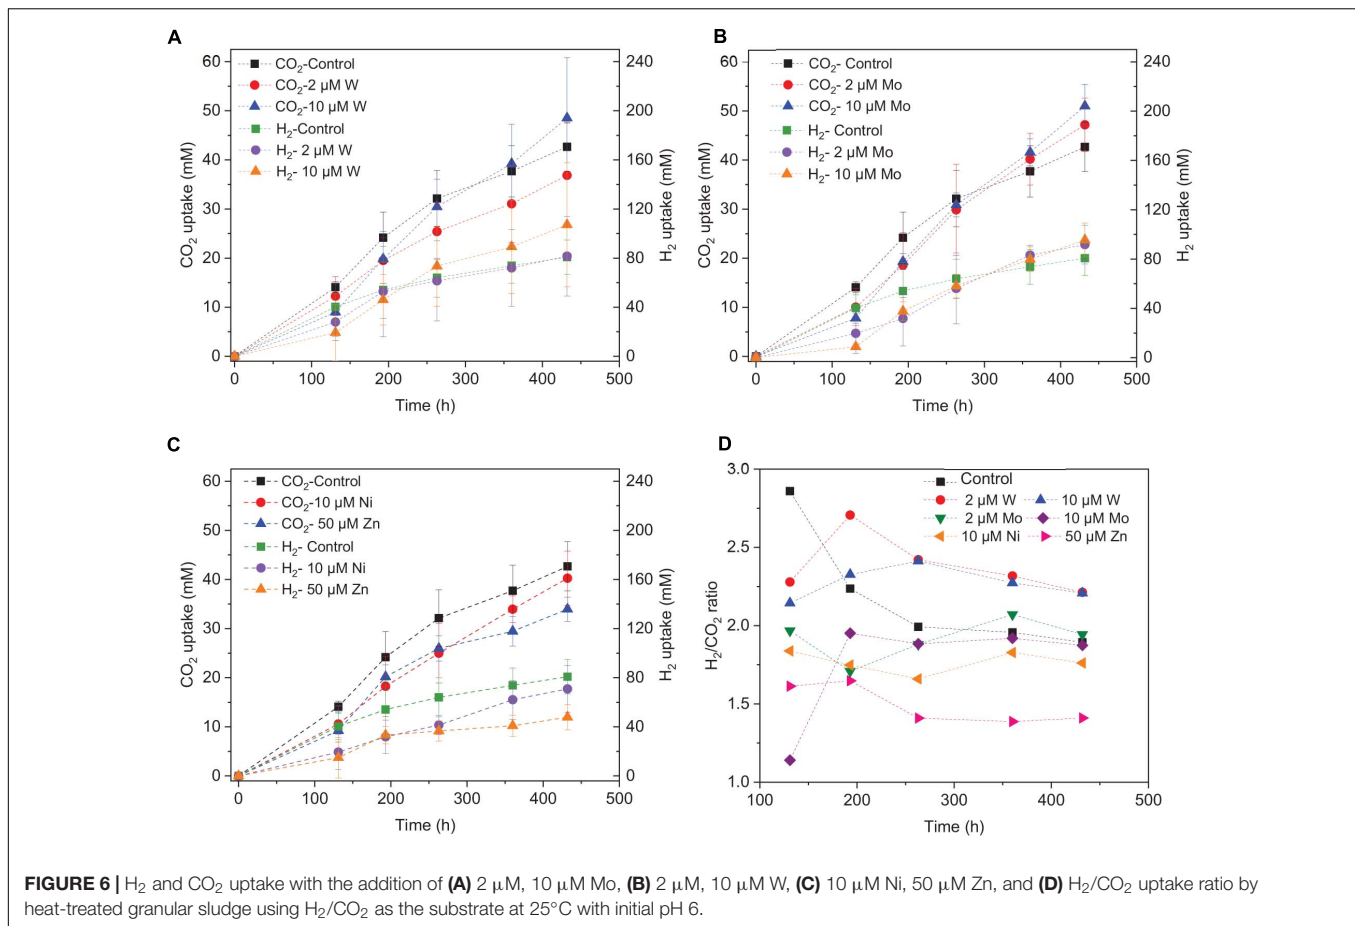 A
60
50
40
30
20
10
0
CO₂ uptake (mM)
240
200
160
120
80
40
0
H₂ uptake (mM)
CO₂-Control
CO₂-2 µM W
CO₂-10 µM W
H₂-Control
H₂- 2 µM W
H₂- 10 µM W
0 100 200 300 400 500
Time (h)
B
60
50
40
30
20
10
0
CO₂ uptake (mM)
240
200
160
120
80
40
0
H₂ uptake (mM)
CO₂- Control
CO₂- 2 µM Mo
CO₂- 10 µM Mo
H₂- Control
H₂- 2 µM Mo
H₂- 10 µM Mo
0 100 200 300 400 500
Time (h)
C
60
50
40
30
20
10
0
CO₂ uptake (mM)
240
200
160
120
80
40
0
H₂ uptake (mM)
CO₂-Control
CO₂-10 µM Ni
CO₂- 50 µM Zn
H₂- Control
H₂- 10 µM Ni
H₂- 50 µM Zn
0 100 200 300 400 500
Time (h)
D
3.0
2.5
2.0
1.5
1.0
H₂/CO₂ ratio
Control
2 µM W 10 µM W
2 µM Mo 10 µM Mo
10 µM Ni 50 µM Zn
100 200 300 400 500
Time (h)
FIGURE 6 | H₂ and CO₂ uptake with the addition of (A) 2 µM, 10 µM Mo, (B) 2 µM, 10 µM W, (C) 10 µM Ni, 50 µM Zn, and (D) H₂/CO₂ uptake ratio by
heat-treated granular sludge using H₂/CO₂ as the substrate at 25°C with initial pH 6.